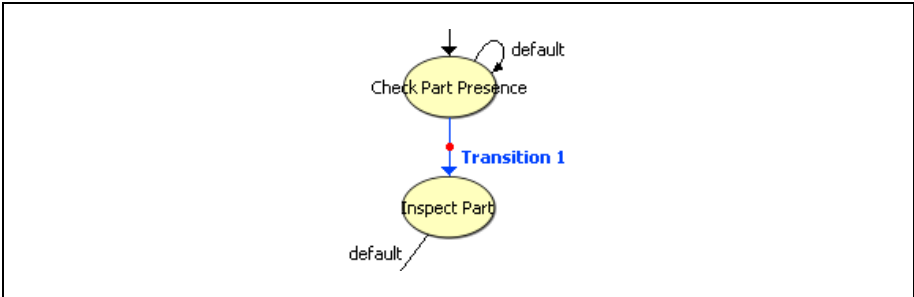 default
Check Part Presence
Transition 1
Inspect Part
default